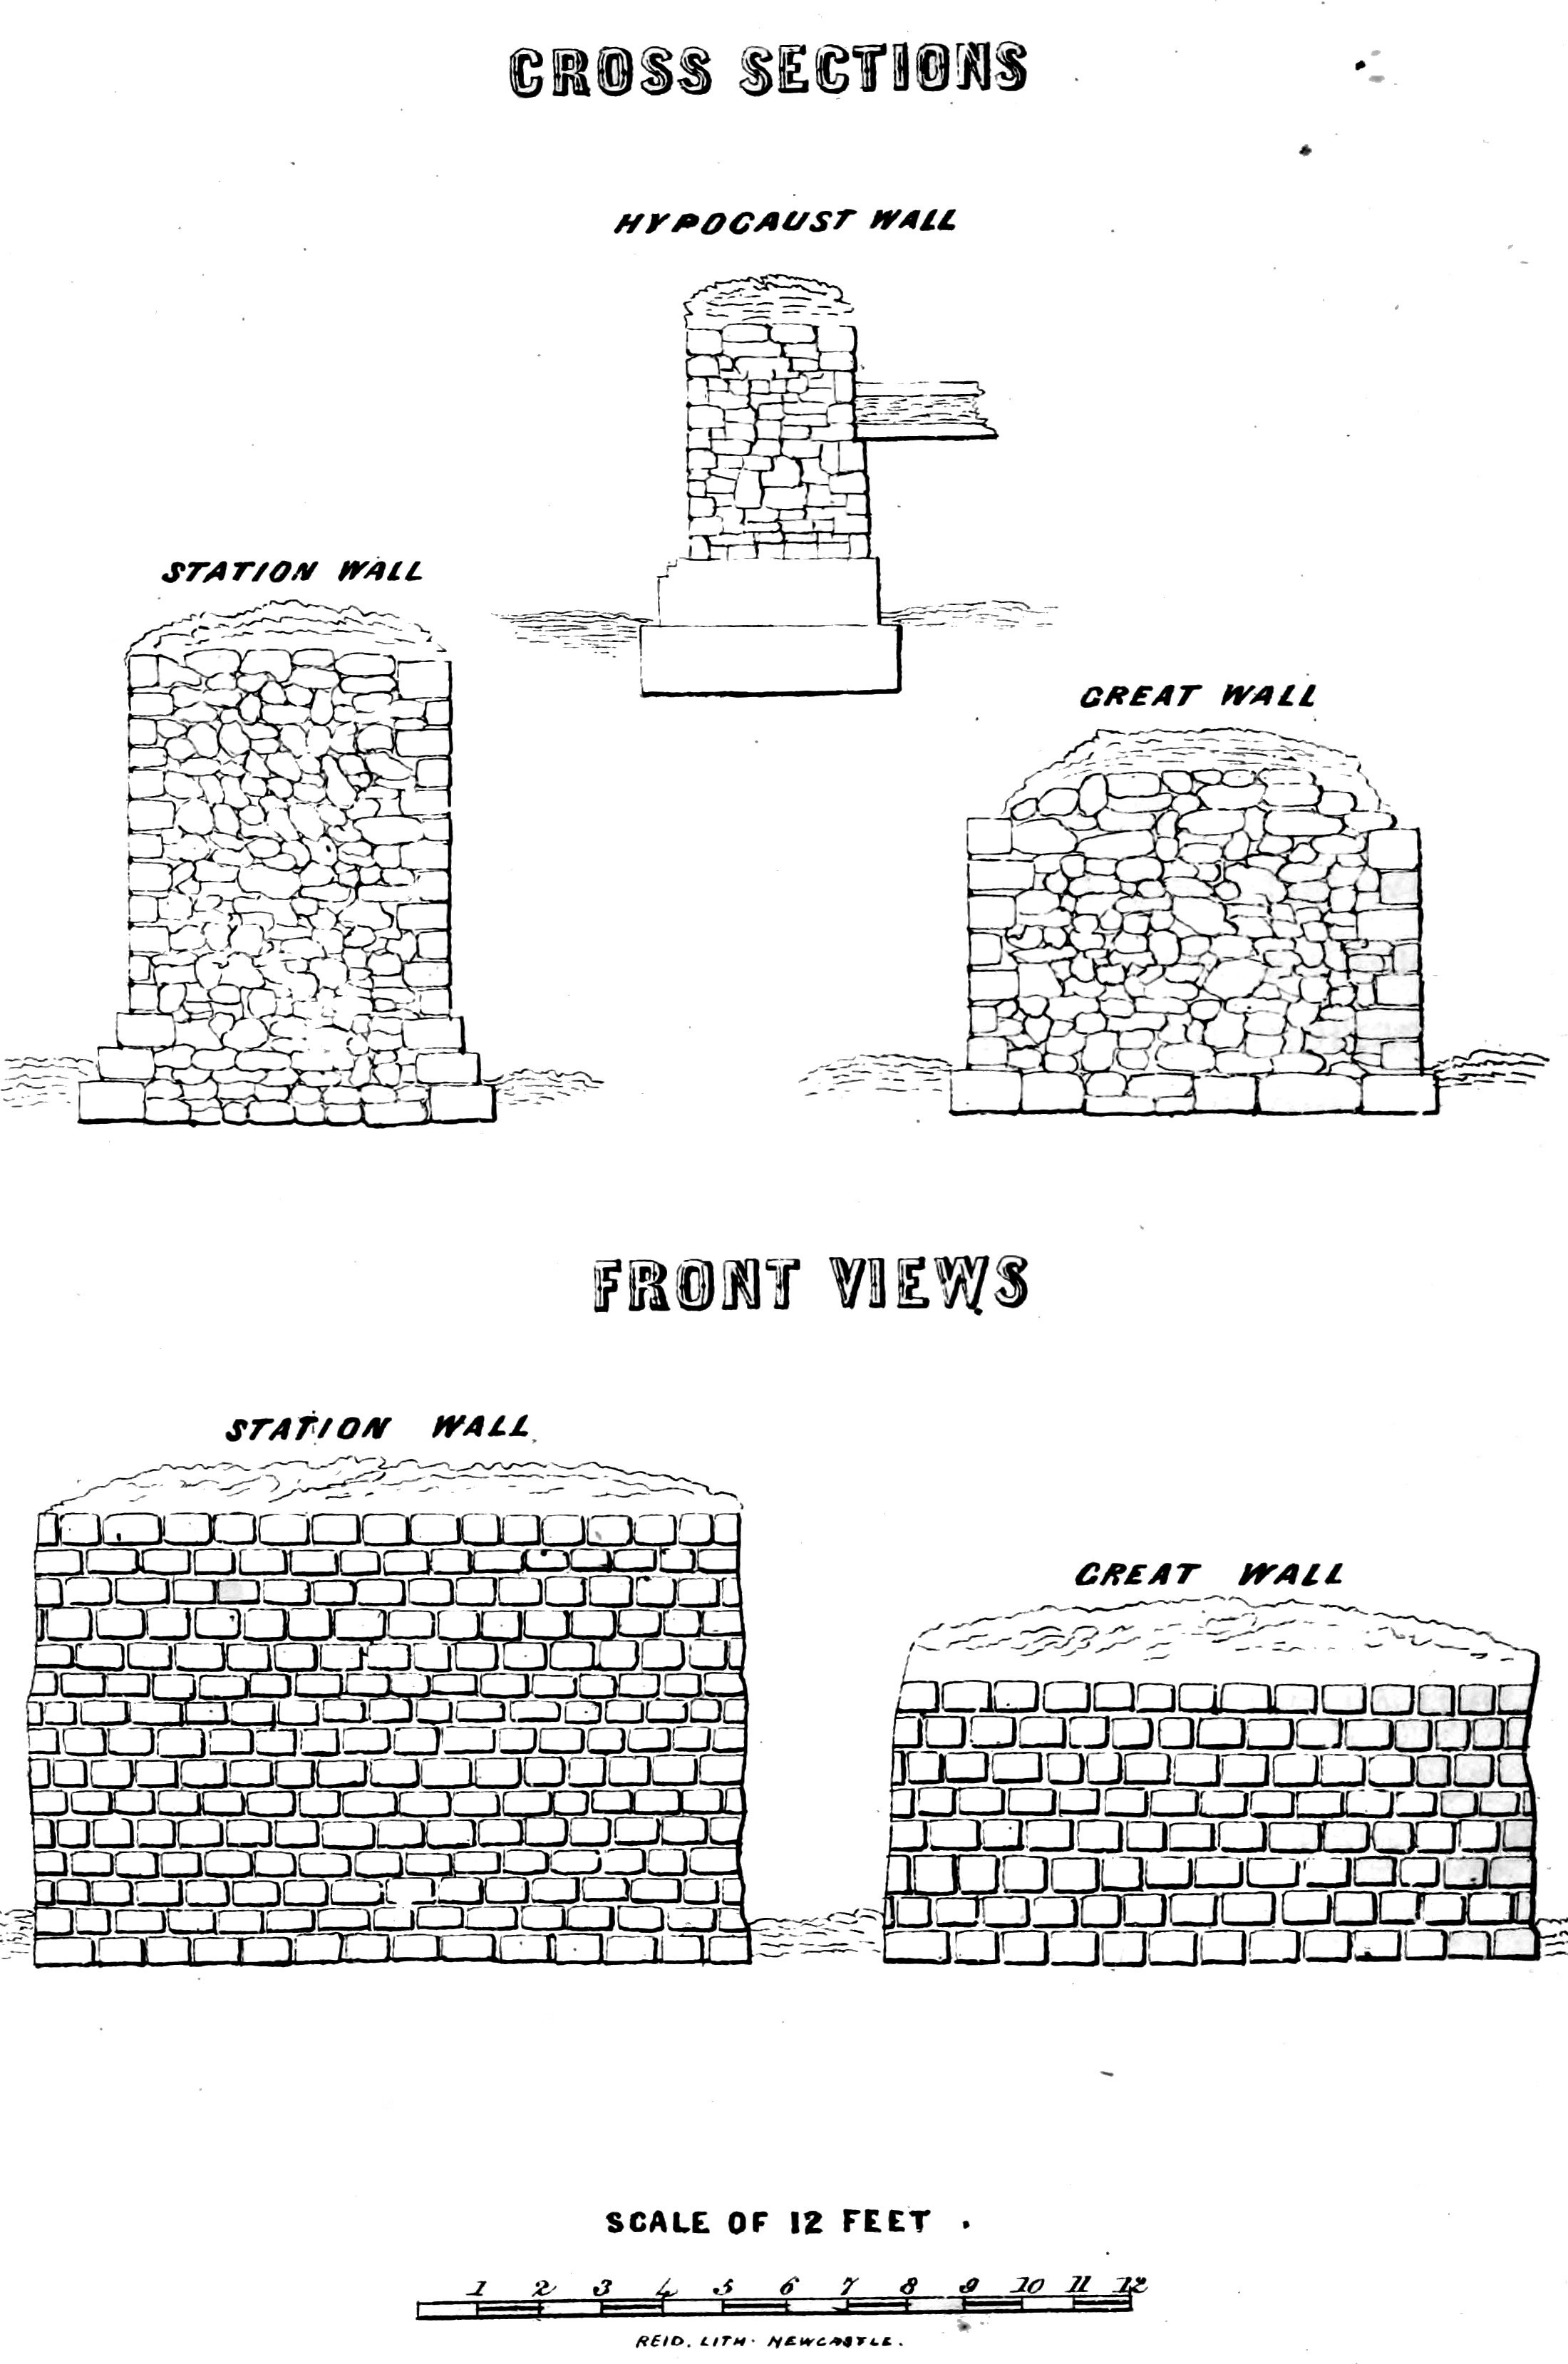 CROSS SECTIONS
HYPOCAUST WALL
STATION WALL
GREAT WALL
FRONT VIEWS
STATION WALL
GREAT WALL
SCALE OF 12 FEET .
1 2 3 4 5 6 7 8 9 10 11 12
REID. LITH. NEWCASTLE.